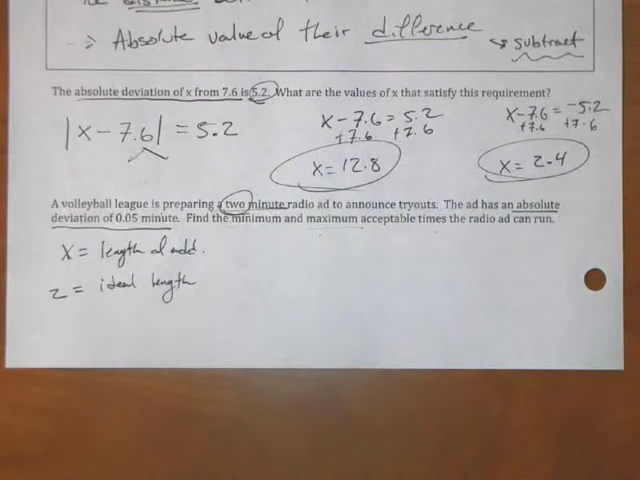 ⇒ Absolute value of their difference → subtract
The absolute deviation of x from 7.6 is 5.2. What are the values of x that satisfy this requirement?
|x - 7.6| = 5.2
x - 7.6 = 5.2
+7.6 +7.6
x = 12.8
x - 7.6 = -5.2
+7.6 +7.6
x = 2.4
A volleyball league is preparing a two minute radio ad to announce tryouts. The ad has an absolute
deviation of 0.05 minute. Find the minimum and maximum acceptable times the radio ad can run.
x = length of add.
2 = ideal length